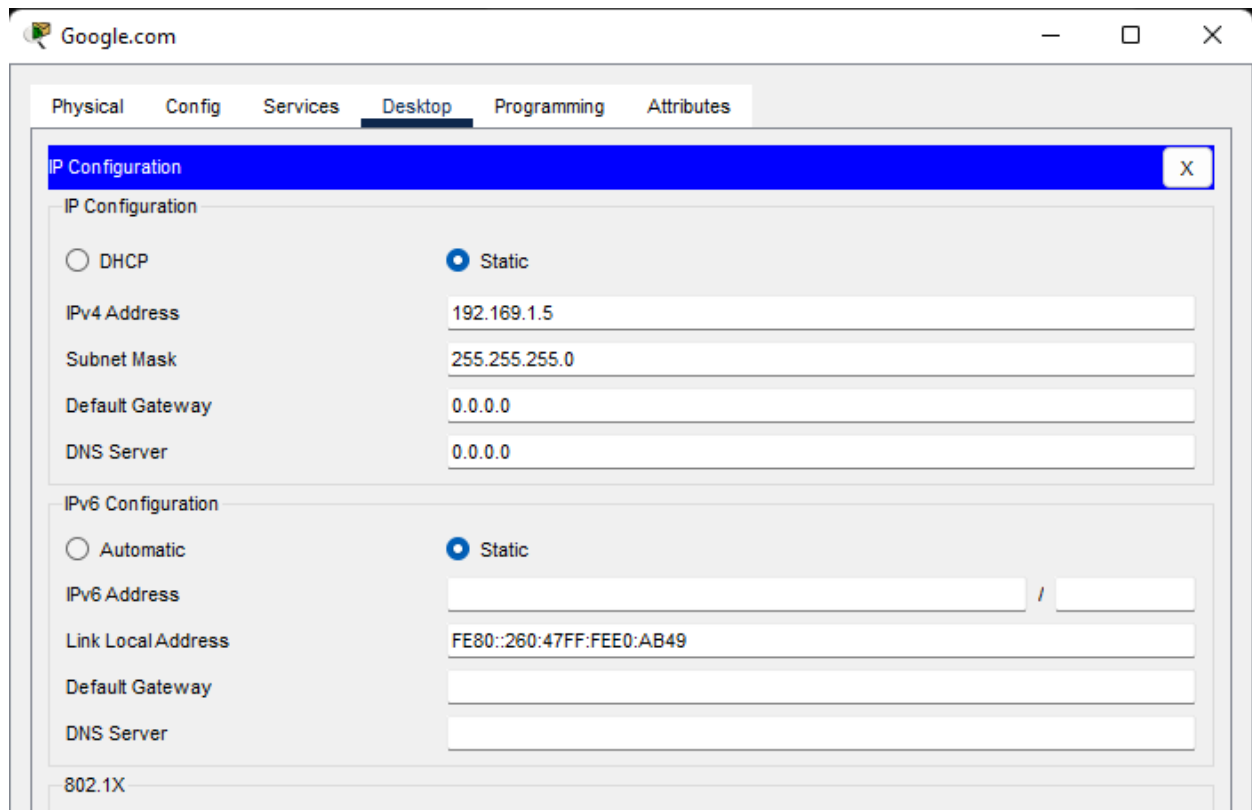 Google.com
Physical Config Services Desktop Programming Attributes
IP Configuration X
IP Configuration
DHCP Static
IPv4 Address 192.169.1.5
Subnet Mask 255.255.255.0
Default Gateway 0.0.0.0
DNS Server 0.0.0.0
IPv6 Configuration
Automatic Static
IPv6 Address /
Link Local Address FE80::260:47FF:FEE0:AB49
Default Gateway
DNS Server
802.1X